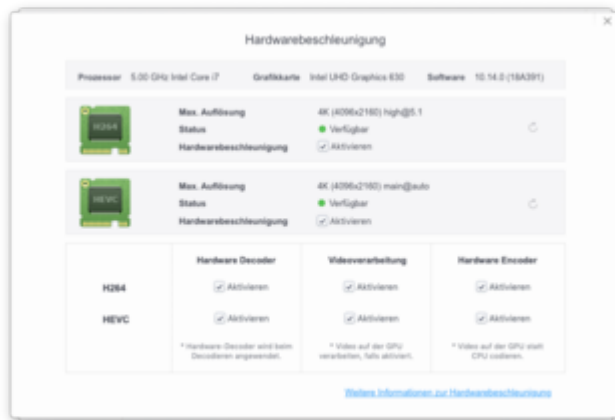 Hardwarebeschleunigung
Prozessor 5.00 GHz Intel Core i7 Grafikkarte Intel UHD Graphics 630 Software 10.14.0 (18A391)
H264
Max. Auflösung 4K (4096x2160) high@5.1
Status Verfügbar
Hardwarebeschleunigung Aktivieren
HEVC
Max. Auflösung 4K (4096x2160) main@auto
Status Verfügbar
Hardwarebeschleunigung Aktivieren
Hardware Decoder Videoverarbeitung Hardware Encoder
H264 Aktivieren Aktivieren Aktivieren
HEVC Aktivieren Aktivieren Aktivieren
* Hardware-Decoder wird beim * Video auf der GPU * Video auf der GPU statt
Decodieren angewendet. verarbeiten, falls aktiviert. CPU codieren.
Weitere Informationen zur Hardwarebeschleunigung